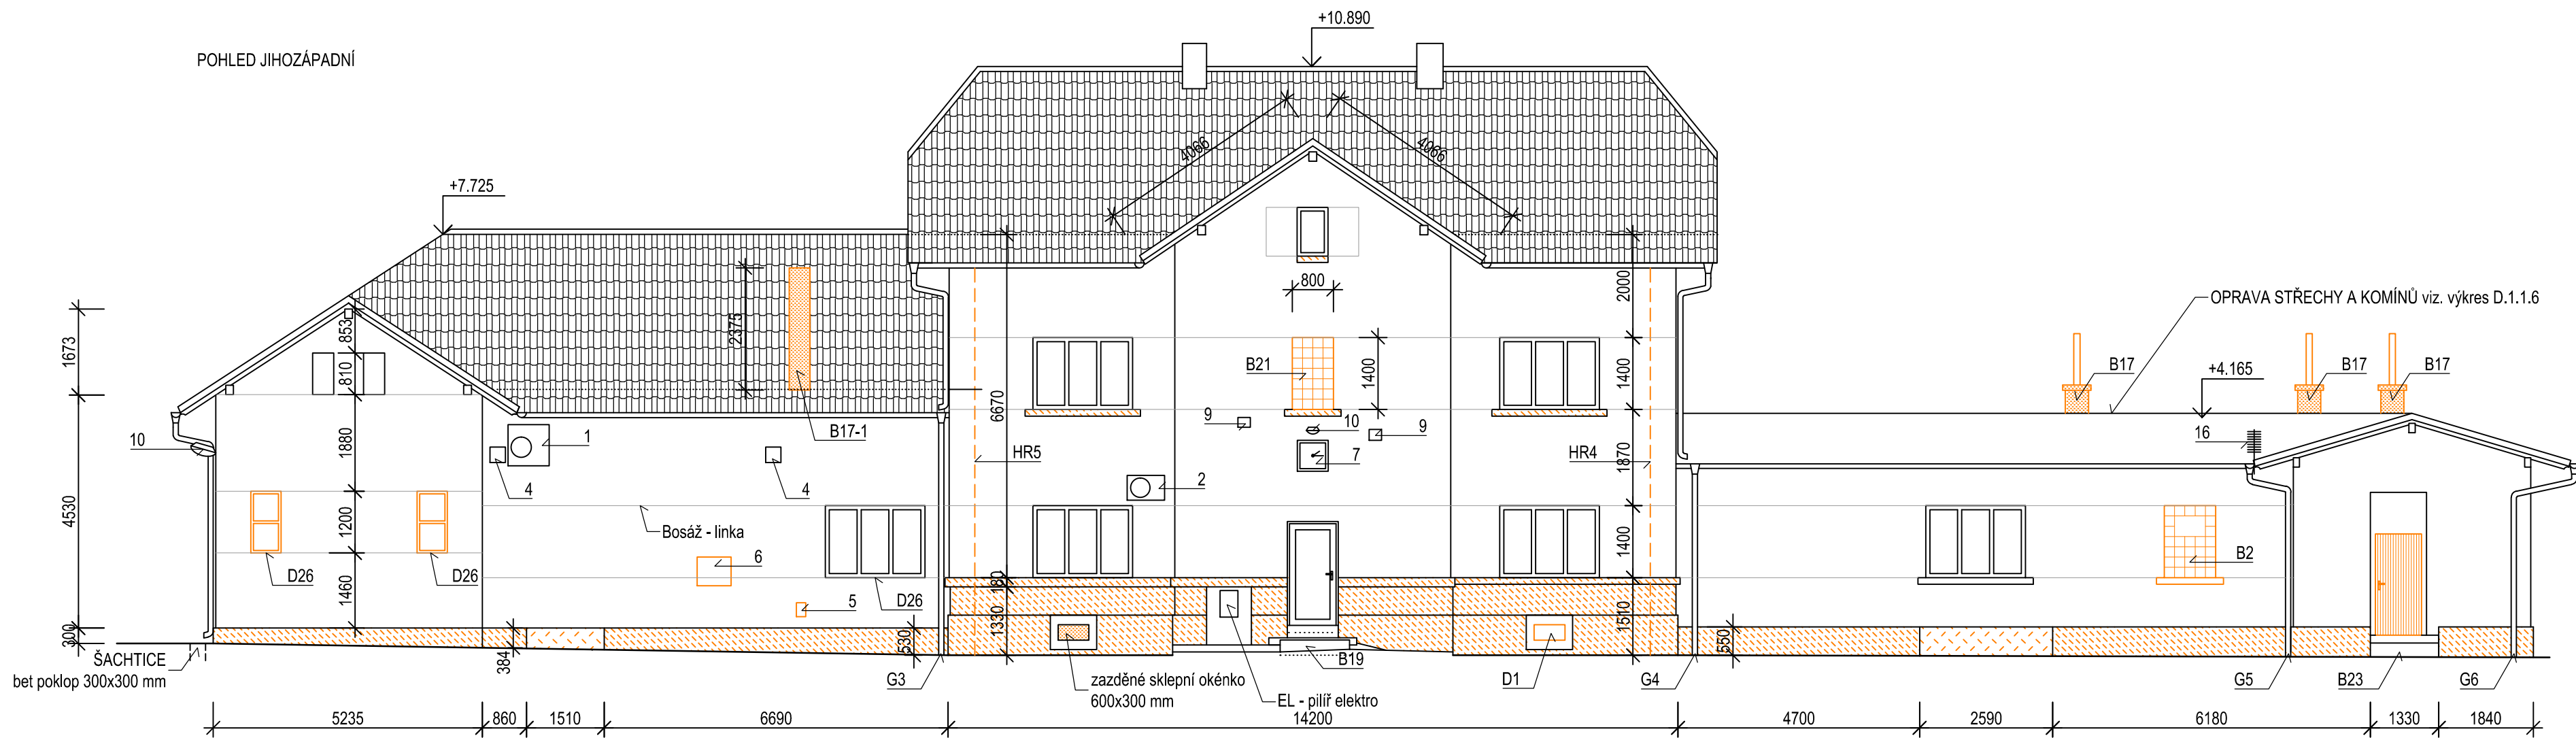 POHLED JIHOZÁPADNÍ
+10.890
+7.725
4066
4066
OPRAVA STŘECHY A KOMÍNŮ viz. výkres D.1.1.6
+4.165
B17
B17
B17
1673
853
810
2375
800
2000
B21
1400
1400
6670
B17-1
10
1
4
4
9
10
9
7
2
HR5
HR4
16
1880
1870
4530
1200
1400
Bosáž - linka
6
5
D26
D26
D26
B2
1460
180
1330
1510
300
384
530
550
ŠACHTICE
bet poklop 300x300 mm
G3
zazděné sklepní okénko
600x300 mm
EL - pilíř elektro
B19
D1
G4
G5
B23
G6
5235
860
1510
6690
14200
4700
2590
6180
1330
1840